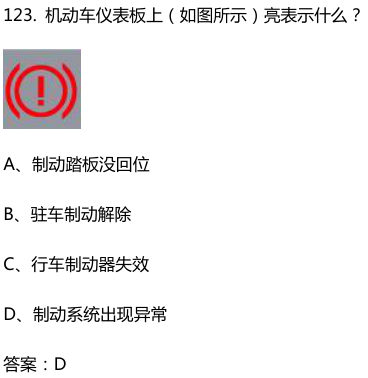 123. 机动车仪表板上（如图所示）亮表示什么？
A、制动踏板没回位
B、驻车制动解除
C、行车制动器失效
D、制动系统出现异常
答案：D